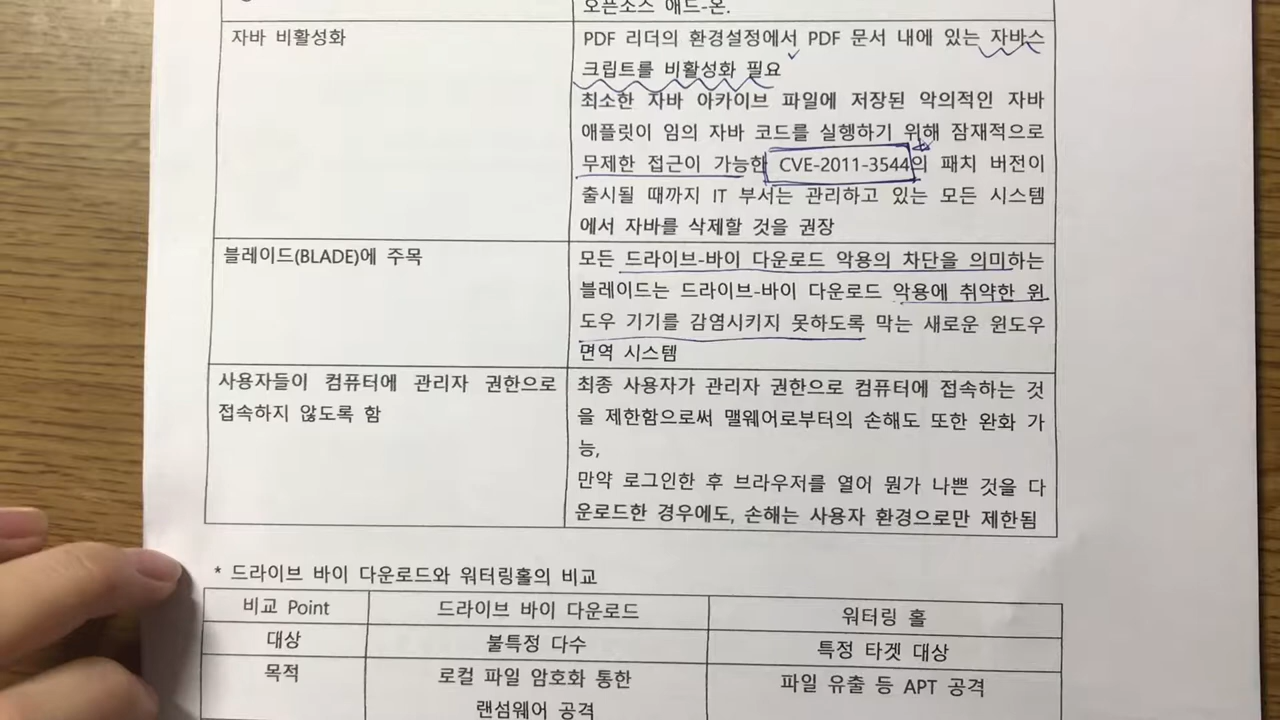 오픈소스 애드-온.
자바 비활성화
PDF 리더의 환경설정에서 PDF 문서 내에 있는 자바스
크립트를 비활성화 필요
최소한 자바 아카이브 파일에 저장된 악의적인 자바
애플릿이 임의 자바 코드를 실행하기 위해 잠재적으로
무제한 접근이 가능한 CVE-2011-3544의 패치 버전이
출시될 때까지 IT 부서는 관리하고 있는 모든 시스템
에서 자바를 삭제할 것을 권장
블레이드(BLADE)에 주목
모든 드라이브-바이 다운로드 악용의 차단을 의미하는
블레이드는 드라이브-바이 다운로드 악용에 취약한 윈
도우 기기를 감염시키지 못하도록 막는 새로운 윈도우
면역 시스템
사용자들이 컴퓨터에 관리자 권한으로
접속하지 않도록 함
최종 사용자가 관리자 권한으로 컴퓨터에 접속하는 것
을 제한함으로써 맬웨어로부터의 손해도 또한 완화 가
능,
만약 로그인한 후 브라우저를 열어 뭔가 나쁜 것을 다
운로드한 경우에도, 손해는 사용자 환경으로만 제한됨
* 드라이브 바이 다운로드와 워터링홀의 비교
비교 Point 드라이브 바이 다운로드 워터링 홀
대상 불특정 다수 특정 타겟 대상
목적 로컬 파일 암호화 통한 파일 유출 등 APT 공격
랜섬웨어 공격